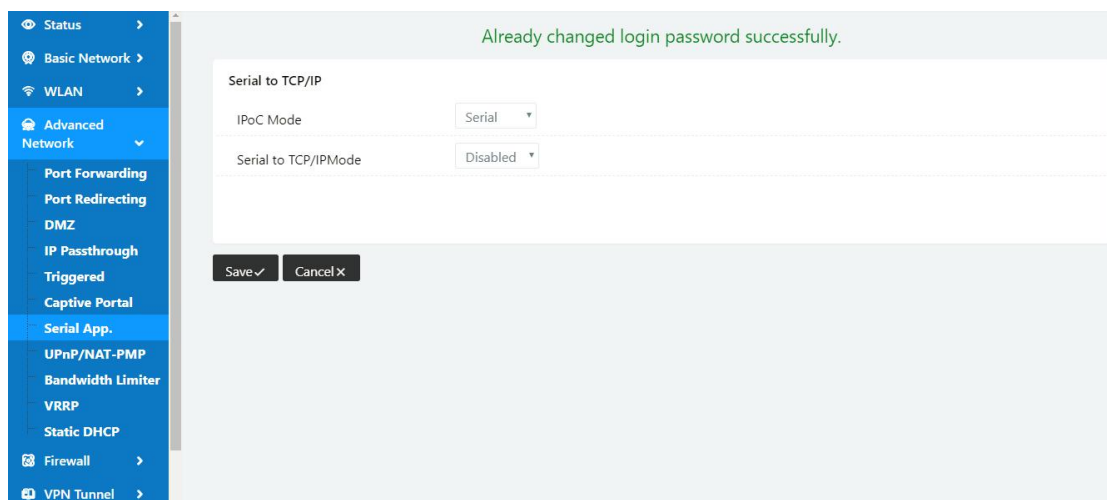 Status
Basic Network
WLAN
Advanced
Network
Port Forwarding
Port Redirecting
DMZ
IP Passthrough
Triggered
Captive Portal
Serial App.
UPnP/NAT-PMP
Bandwidth Limiter
VRRP
Static DHCP
Firewall
VPN Tunnel
Already changed login password successfully.
Serial to TCP/IP
IPoC Mode Serial
Serial to TCP/IPMode Disabled
Save Cancel